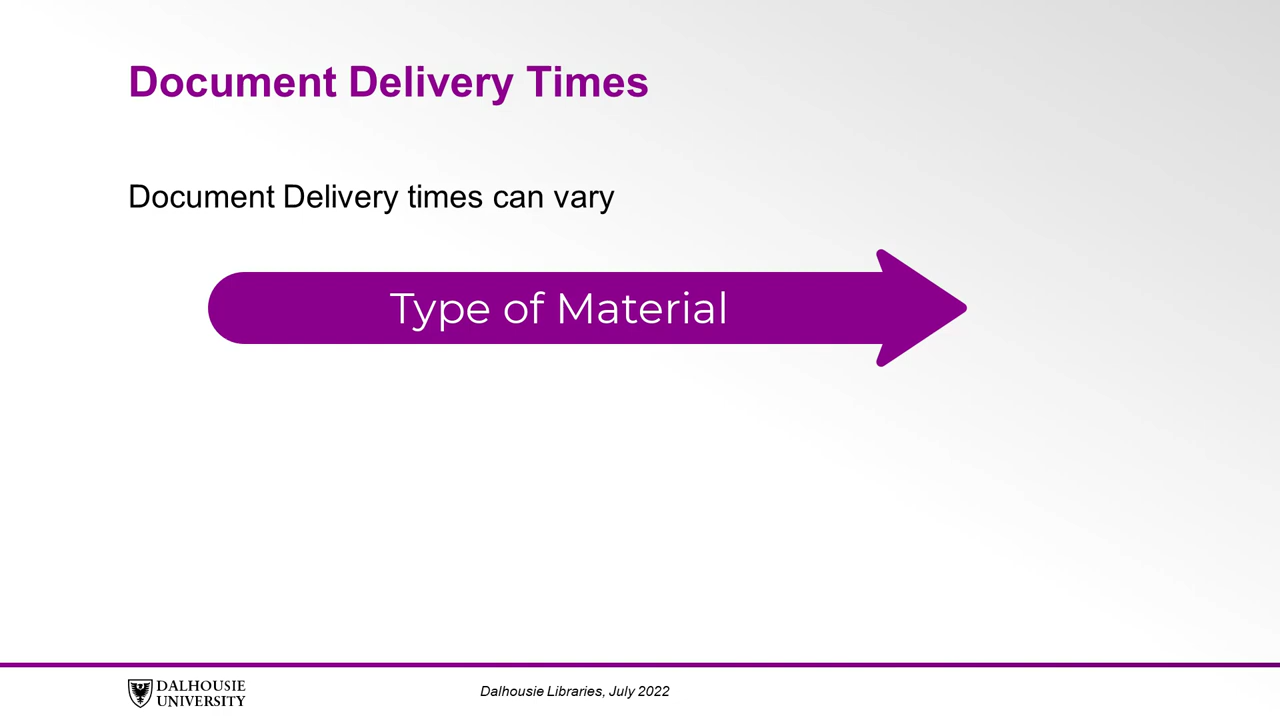 Document Delivery Times
Document Delivery times can vary
Type of Material
DALHOUSIE
UNIVERSITY
Dalhousie Libraries, July 2022